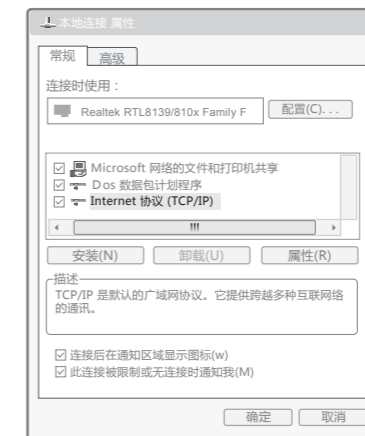 本地连接 属性
常规
高级
连接时使用：
Realtek RTL8139/810x Family F
配置(C). . .
Microsoft 网络的文件和打印机共享
Dos 数据包计划程序
Internet 协议 (TCP/IP)
安装(N)
卸载(U)
属性(R)
描述
TCP/IP 是默认的广域网协议。它提供跨越多种互联网络
的通讯。
连接后在通知区域显示图标(w)
此连接被限制或无连接时通知我(M)
确定
取消